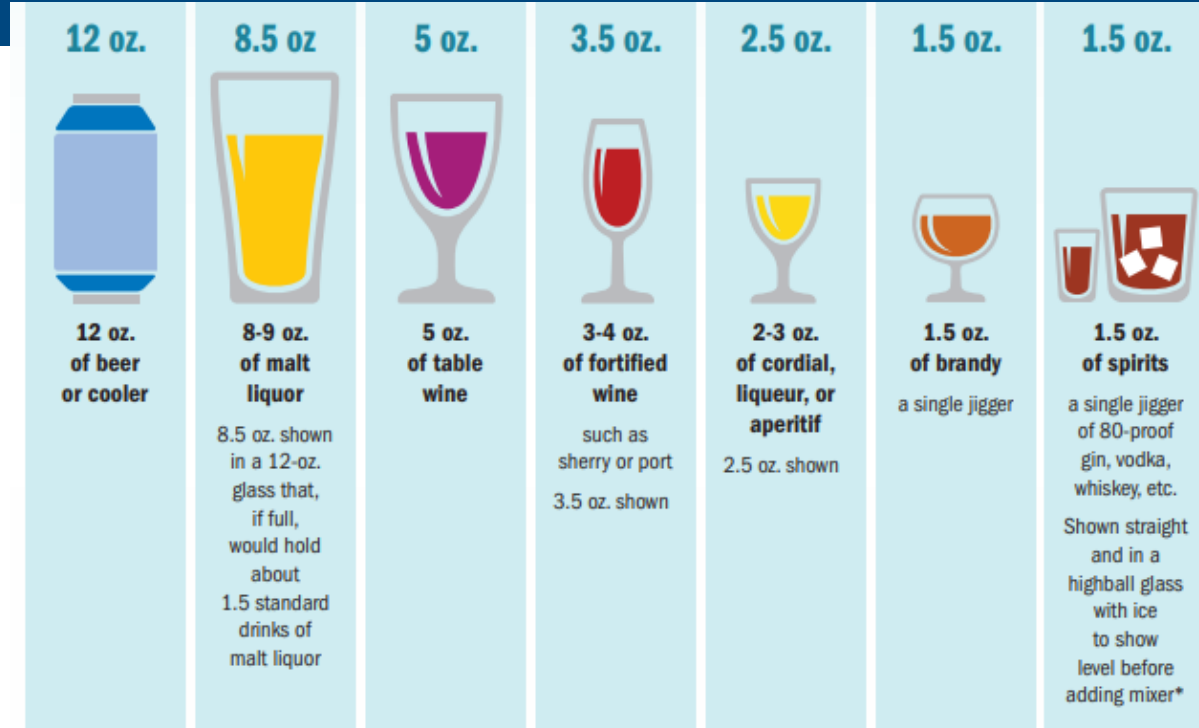 12 oz.
8.5 oz
5 oz.
3.5 oz.
2.5 oz.
1.5 oz.
1.5 oz.
12 oz.
of beer
or cooler
8-9 oz.
of malt
liquor
8.5 oz. shown
in a 12-oz.
glass that,
if full,
would hold
about
1.5 standard
drinks of
malt liquor
5 oz.
of table
wine
3-4 oz.
of fortified
wine
such as
sherry or port
3.5 oz. shown
2-3 oz.
of cordial,
liqueur, or
aperitif
2.5 oz. shown
1.5 oz.
of brandy
a single jigger
1.5 oz.
of spirits
a single jigger
of 80-proof
gin, vodka,
whiskey, etc.
Shown straight
and in a
highball glass
with ice
to show
level before
adding mixer*